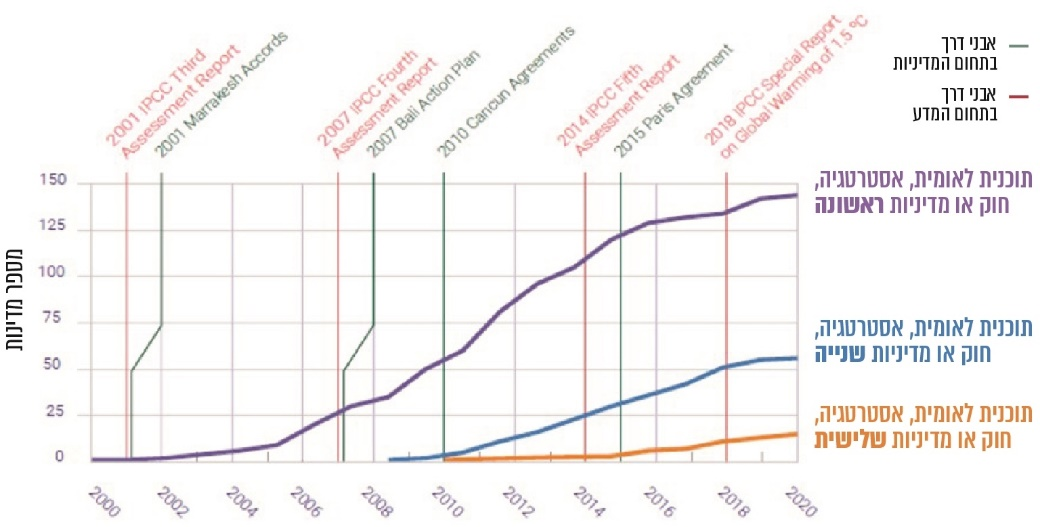 2001 IPCC Third
Assessment Report
2001 Marrakesh Accords
2007 IPCC Fourth
Assessment Report
2007 Bali Action Plan
2010 Cancun Agreements
2014 IPCC Fifth
Assessment Report
2015 Paris Agreement
2018 IPCC Special Report
on Global Warming of 1.5 ºC
אבני דרך
בתחום המדיניות
אבני דרך
בתחום המדע
תוכנית לאומית, אסטרטגיה,
חוק או מדיניות ראשונה
תוכנית לאומית, אסטרטגיה,
חוק או מדיניות שנייה
תוכנית לאומית, אסטרטגיה,
חוק או מדיניות שלישית
מספר מדינות
150
125
100
75
50
25
0
2000
2002
2004
2006
2008
2010
2012
2014
2016
2018
2020